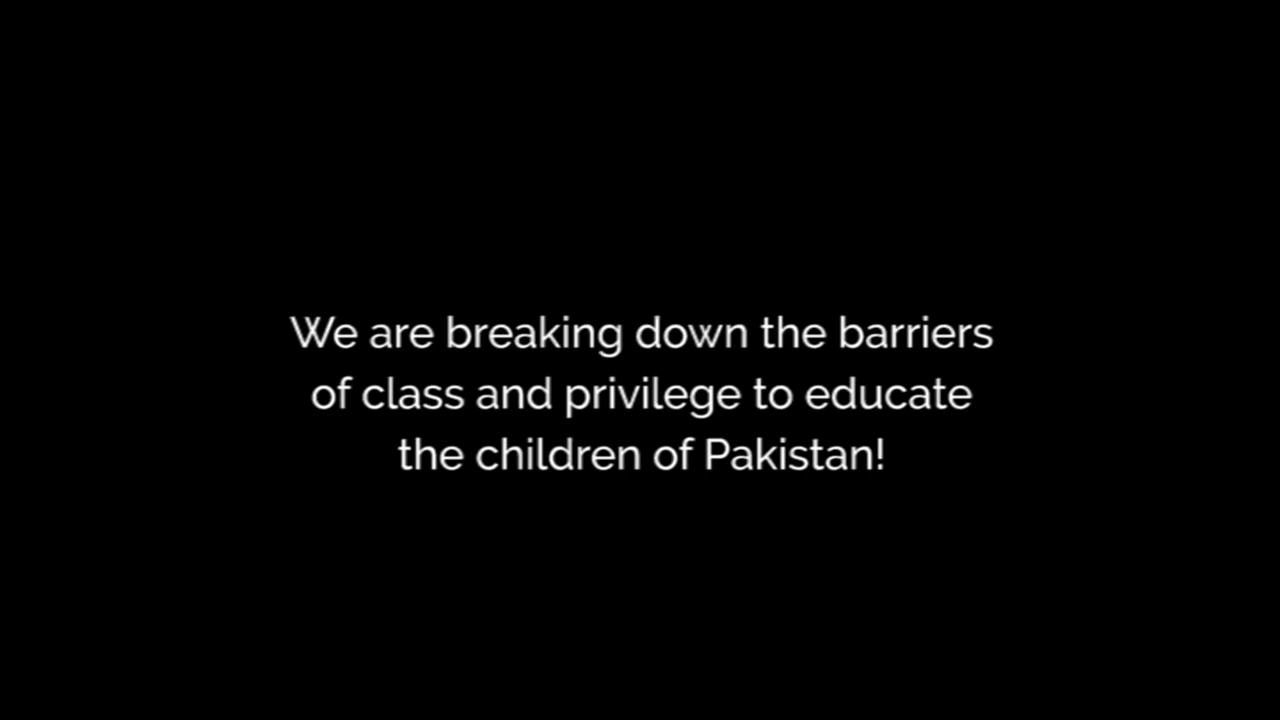 We are breaking down the barriers
of class and privilege to educate
the children of Pakistan!